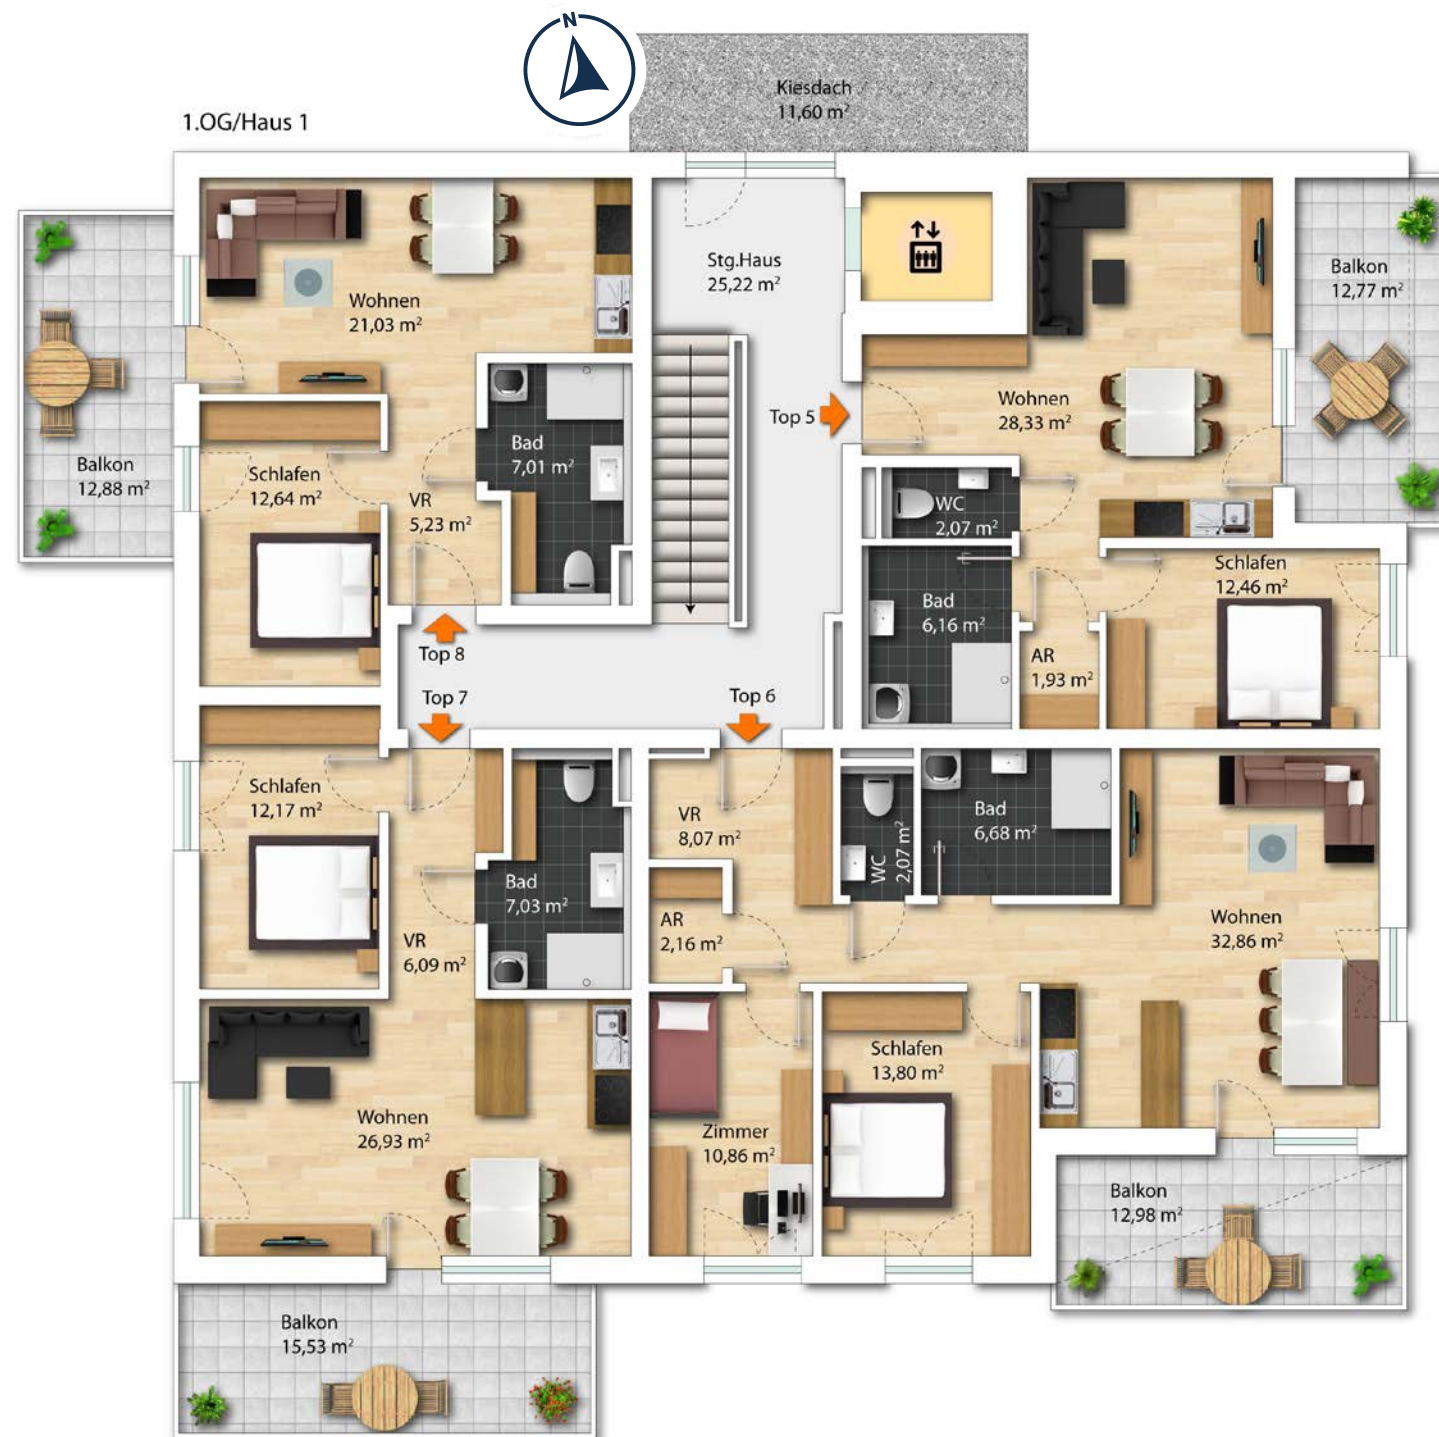 N
Kiesdach
11,60 m²
1.OG/Haus 1
Stg.Haus
25,22 m²
Balkon
12,77 m²
Wohnen
21,03 m²
Wohnen
28,33 m²
Top 5
Bad
7,01 m²
Balkon
12,88 m²
Schlafen
12,64 m²
VR
5,23 m²
WC
2,07 m²
Schlafen
12,46 m²
Bad
6,16 m²
Top 8
AR
1,93 m²
Top 7
Top 6
Schlafen
12,17 m²
VR
8,07 m²
Bad
6,68 m²
WC
2,07 m²
Bad
7,03 m²
AR
2,16 m²
Wohnen
32,86 m²
VR
6,09 m²
Schlafen
13,80 m²
Wohnen
26,93 m²
Zimmer
10,86 m²
Balkon
12,98 m²
Balkon
15,53 m²